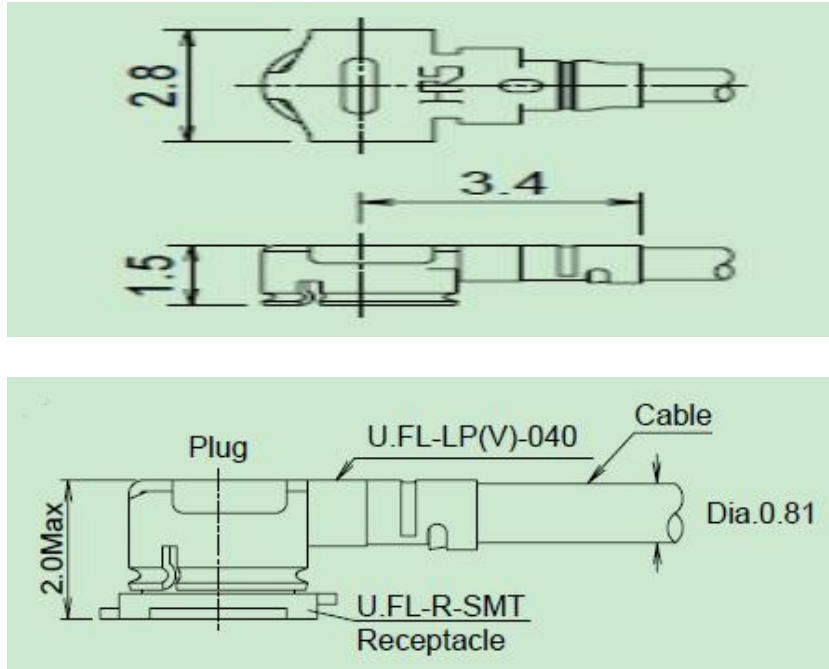 2.8
HR5
3.4
1.5
Plug
U.FL-LP(V)-040
Cable
2.0Max
Dia.0.81
U.FL-R-SMT
Receptacle